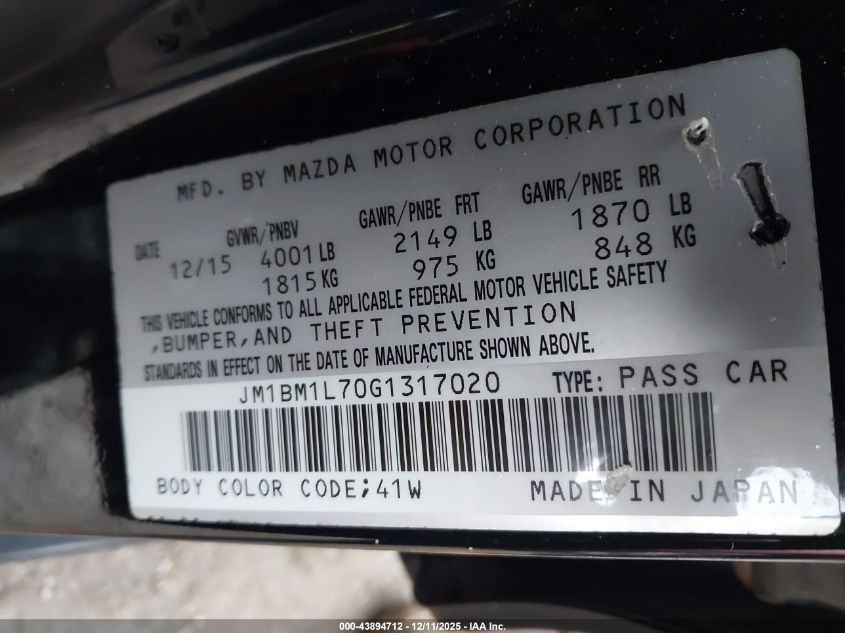 MFD. BY MAZDA MOTOR CORPORATION
DATE GVWR/PNBV GAWR/PNBE FRT GAWR/PNBE RR
12/15 4001 LB 2149 LB 1870 LB
1815 KG 975 KG 848 KG
THIS VEHICLE CONFORMS TO ALL APPLICABLE FEDERAL MOTOR VEHICLE SAFETY
,BUMPER,AND THEFT PREVENTION
STANDARDS IN EFFECT ON THE DATE OF MANUFACTURE SHOWN ABOVE.
JM1BM1L70G1317020 TYPE: PASS CAR
BODY COLOR CODE;41W MADE IN JAPAN
000-43894712 - 12/11/2025 - IAA Inc.